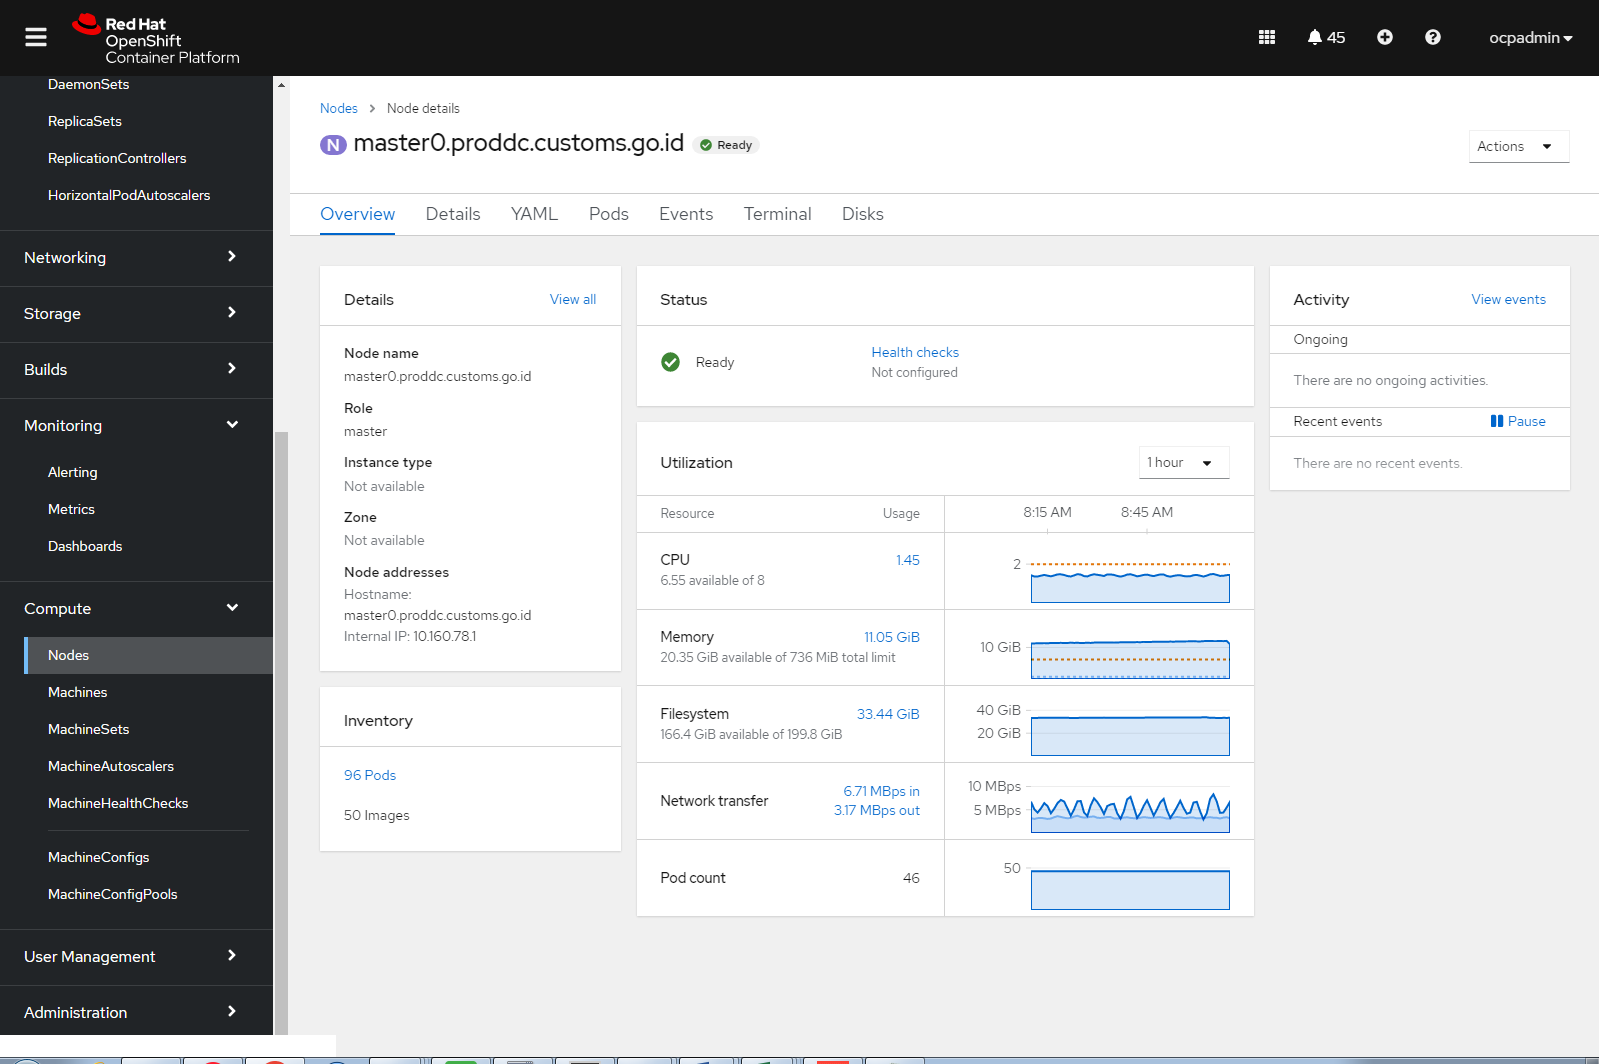 Red Hat
OpenShift
Container Platform
45
ocpadmin
DaemonSets
ReplicaSets
ReplicationControllers
HorizontalPodAutoscalers
Networking
Storage
Builds
Monitoring
Alerting
Metrics
Dashboards
Compute
Nodes
Machines
MachineSets
MachineAutoscalers
MachineHealthChecks
MachineConfigs
MachineConfigPools
User Management
Administration
Nodes > Node details
N master0.proddc.customs.go.id Ready
Actions
Overview Details YAML Pods Events Terminal Disks
Details View all
Node name
master0.proddc.customs.go.id
Role
master
Instance type
Not available
Zone
Not available
Node addresses
Hostname:
master0.proddc.customs.go.id
Internal IP: 10.160.78.1
Inventory
96 Pods
50 Images
Status
Ready
Health checks
Not configured
Utilization
1 hour
Resource Usage 8:15 AM 8:45 AM
CPU 1.45
6.55 available of 8
2
Memory 11.05 GiB
20.35 GiB available of 736 MiB total limit
10 GiB
Filesystem 33.44 GiB
166.4 GiB available of 199.8 GiB
40 GiB
20 GiB
Network transfer
6.71 MBps in
3.17 MBps out
10 MBps
5 MBps
Pod count 46
50
Activity View events
Ongoing
There are no ongoing activities.
Recent events Pause
There are no recent events.